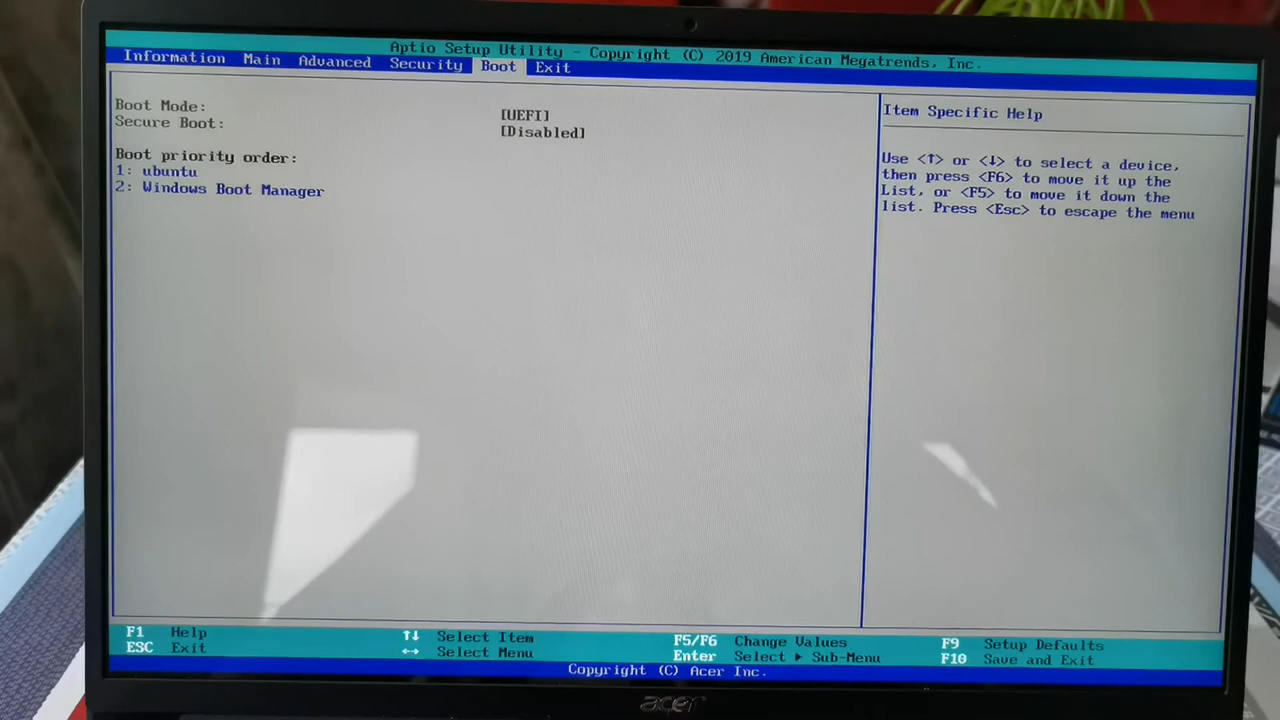 Aptio Setup Utility - Copyright (C) 2019 American Megatrends, Inc.
Information Main Advanced Security Boot Exit
Boot Mode: [UEFI]
Secure Boot: [Disabled]
Boot priority order:
1: ubuntu
2: Windows Boot Manager
Item Specific Help
Use <↑> or <↓> to select a device,
then press <F6> to move it up the
List, or <F5> to move it down the
list. Press <Esc> to escape the menu
F1 Help ↑↓ Select Item F5/F6 Change Values F9 Setup Defaults
ESC Exit ↔ Select Menu Enter Select ▶ Sub-Menu F10 Save and Exit
Copyright (C) Acer Inc.
acer